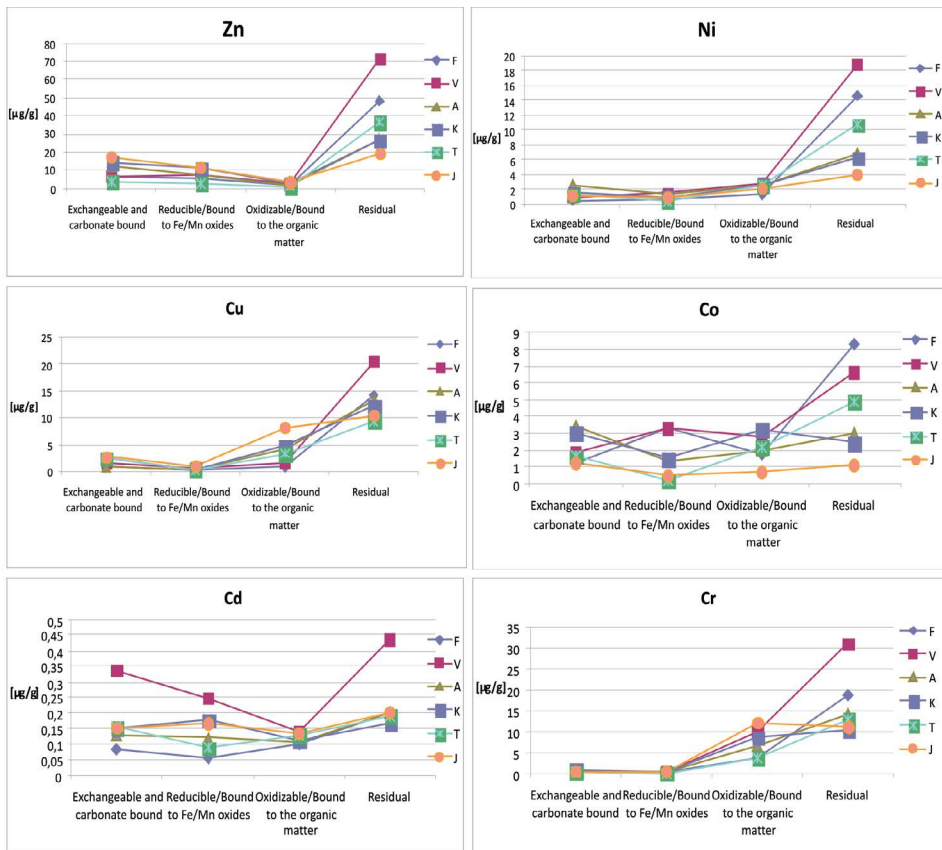 Zn
80
70
60
50
[µg/g]
40
30
20
10
0
Exchangeable and
carbonate bound
Reducible/Bound
to Fe/Mn oxides
Oxidizable/Bound
to the organic
matter
Residual
F
V
A
K
T
J
Ni
20
18
16
14
[µg/g]
12
10
8
6
4
2
0
Exchangeable and
carbonate bound
Reducible/Bound
to Fe/Mn oxides
Oxidizable/Bound
to the organic
matter
Residual
F
V
A
K
T
J
Cu
25
20
15
[µg/g]
10
5
0
Exchangeable and
carbonate bound
Reducible/Bound
to Fe/Mn oxides
Oxidizable/Bound
to the organic
matter
Residual
F
V
A
K
T
J
Co
9
8
7
6
[µg/g]
5
4
3
2
1
0
Exchangeable and
carbonate bound
Reducible/Bound
to Fe/Mn oxides
Oxidizable/Bound
to the organic
matter
Residual
F
V
A
K
T
J
Cd
0,5
0,45
0,4
0,35
0,3
[µg/g]
0,25
0,2
0,15
0,1
0,05
0
Exchangeable and
carbonate bound
Reducible/Bound
to Fe/Mn oxides
Oxidizable/Bound
to the organic
matter
Residual
F
V
A
K
T
J
Cr
35
30
25
[µg/g]
20
15
10
5
0
Exchangeable and
carbonate bound
Reducible/Bound
to Fe/Mn oxides
Oxidizable/Bound
to the organic
matter
Residual
F
V
A
K
T
J